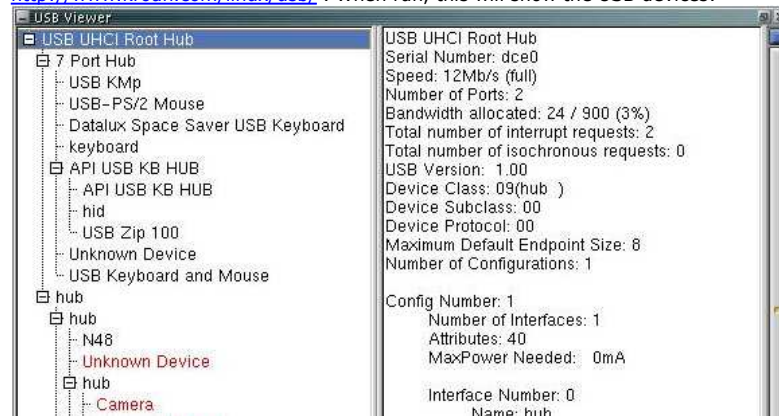 USB Viewer
USB UHCI Root Hub
7 Port Hub
USB KMp
USB-PS/2 Mouse
Datalux Space Saver USB Keyboard
keyboard
API USB KB HUB
API USB KB HUB
hid
USB Zip 100
Unknown Device
USB Keyboard and Mouse
hub
hub
N48
Unknown Device
hub
Camera
USB UHCI Root Hub
Serial Number: dce0
Speed: 12Mb/s (full)
Number of Ports: 2
Bandwidth allocated: 24 / 900 (3%)
Total number of interrupt requests: 2
Total number of isochronous requests: 0
USB Version: 1.00
Device Class: 09(hub )
Device Subclass: 00
Device Protocol: 00
Maximum Default Endpoint Size: 8
Number of Configurations: 1
Config Number: 1
Number of Interfaces: 1
Attributes: 40
MaxPower Needed: 0mA
Interface Number: 0
Name: hub